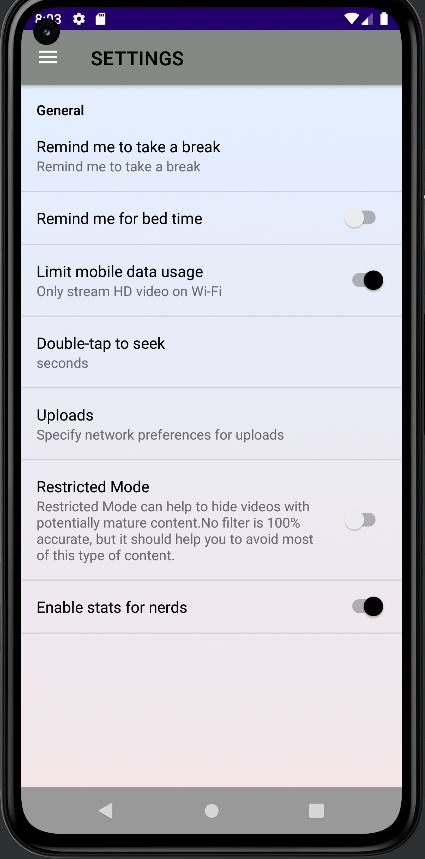 8:03
SETTINGS
General
Remind me to take a break
Remind me to take a break
Remind me for bed time
Limit mobile data usage
Only stream HD video on Wi-Fi
Double-tap to seek
seconds
Uploads
Specify network preferences for uploads
Restricted Mode
Restricted Mode can help to hide videos with
potentially mature content.No filter is 100%
accurate, but it should help you to avoid most
of this type of content.
Enable stats for nerds